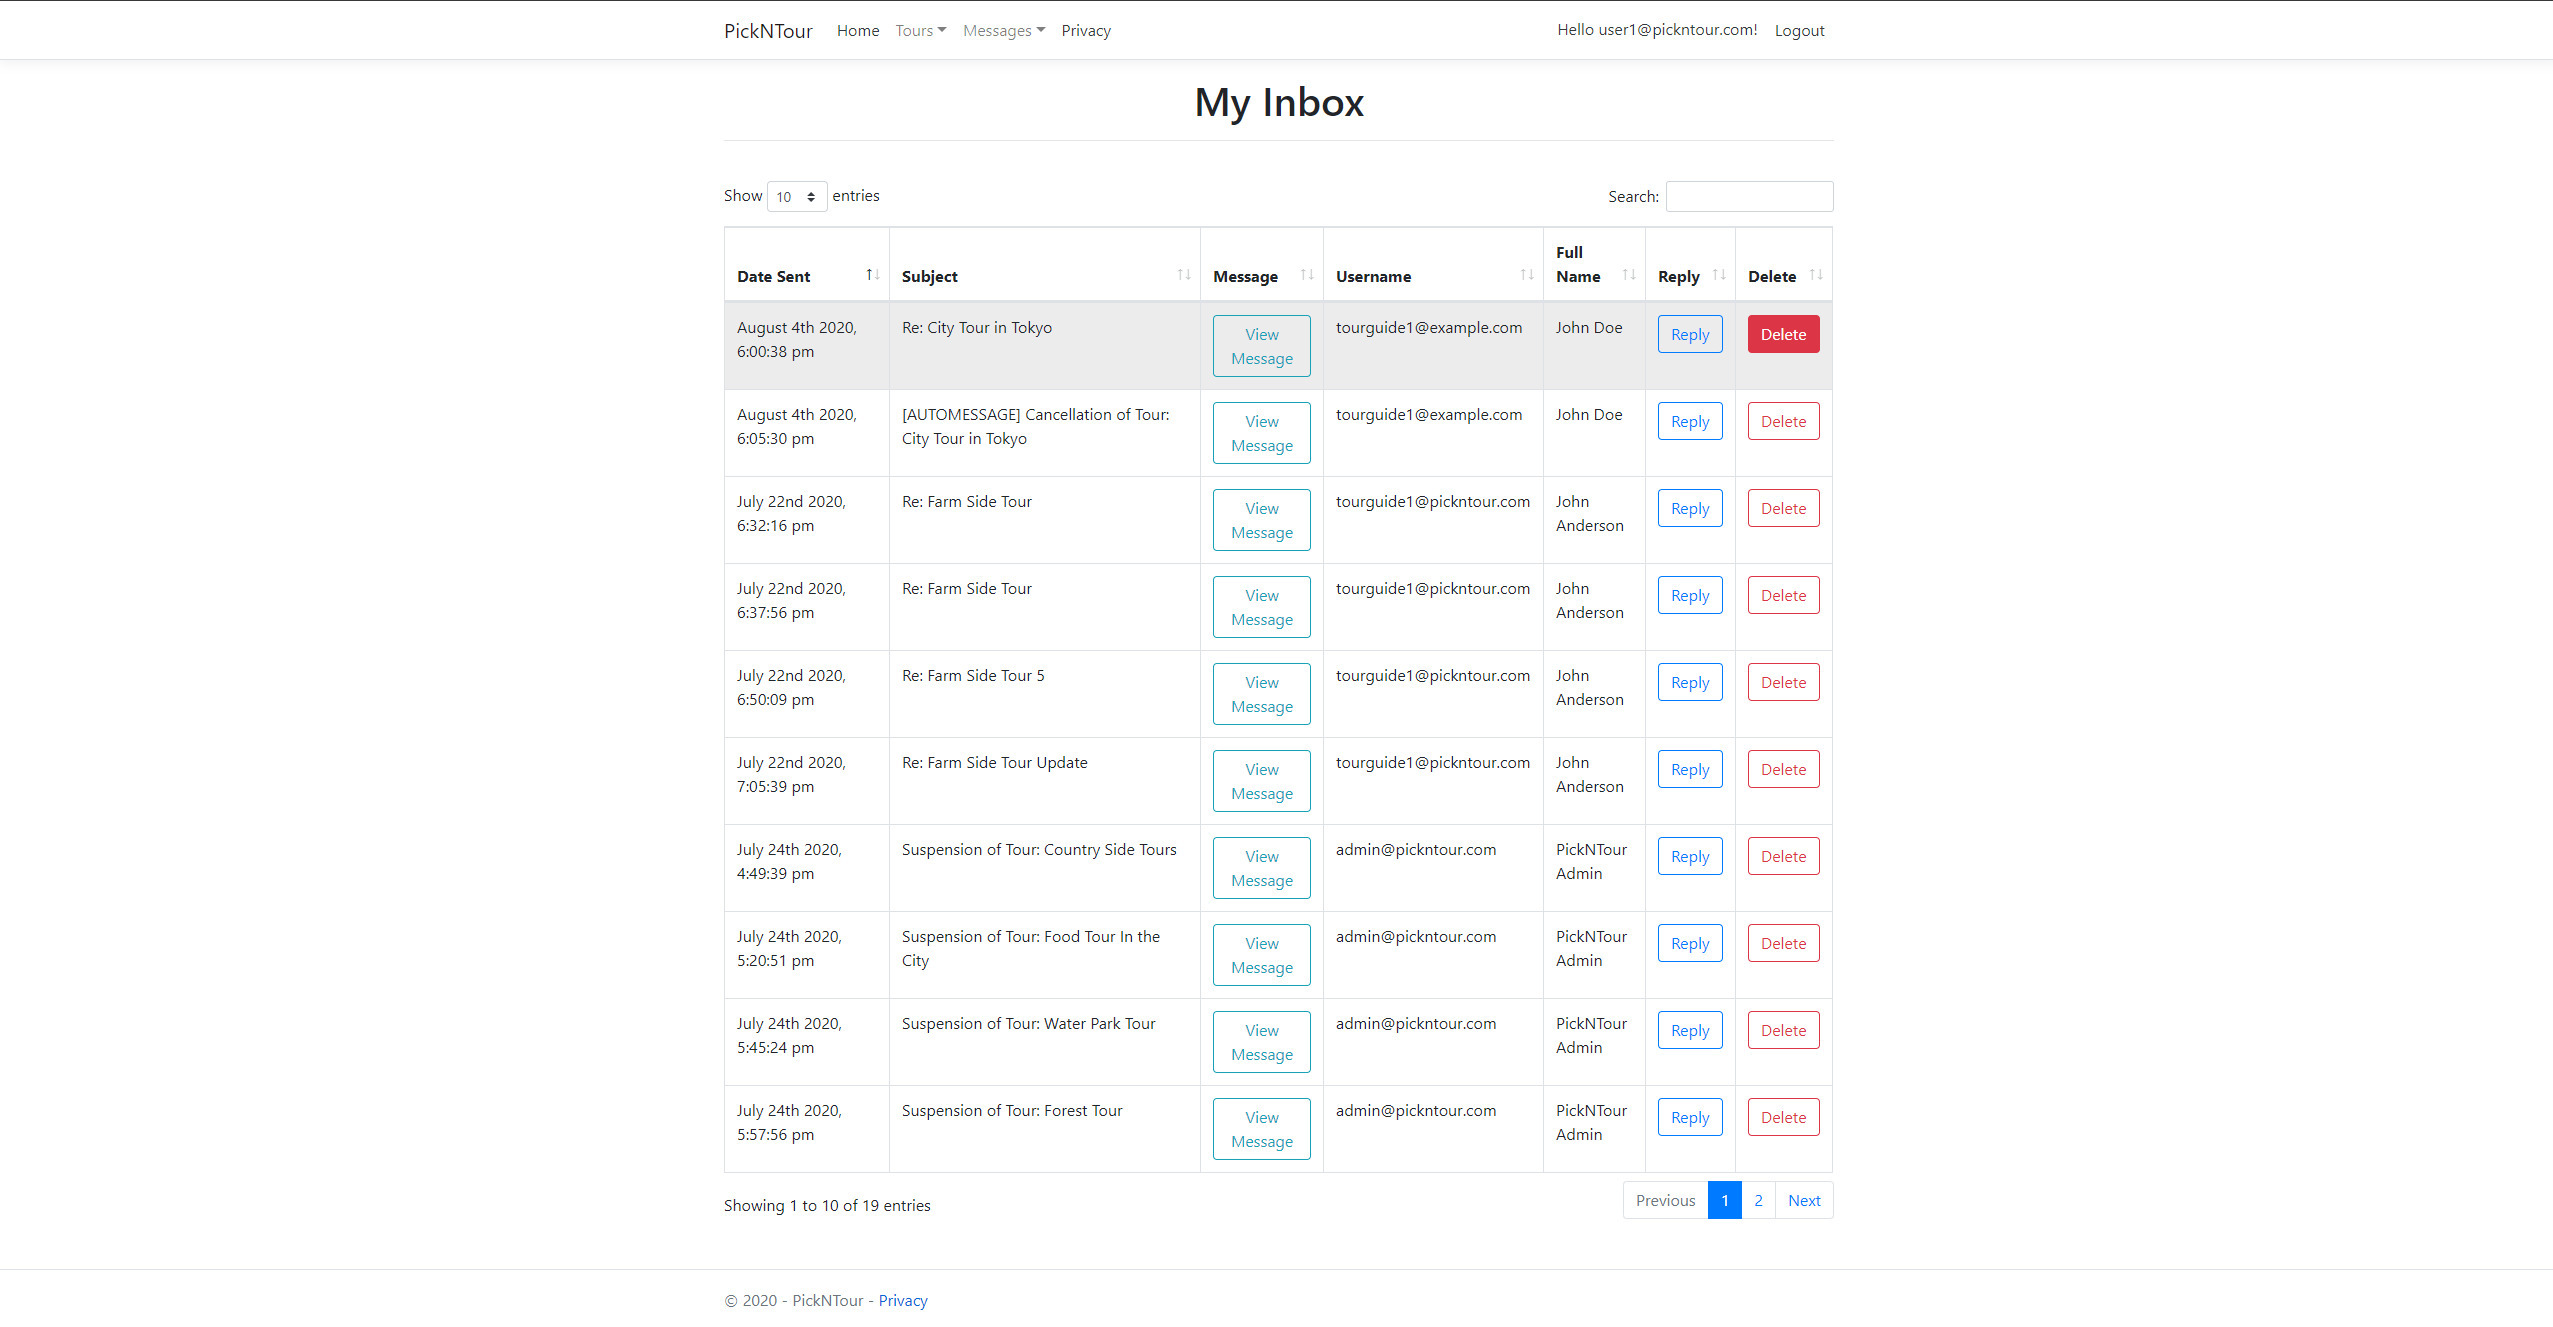 PickNTour Home Tours Messages Privacy Hello user1@pickntour.com! Logout
My Inbox
Show 10 entries Search:
Date Sent Subject Message Username Full Name Reply Delete
August 4th 2020, 6:00:38 pm Re: City Tour in Tokyo View Message tourguide1@example.com John Doe Reply Delete
August 4th 2020, 6:05:30 pm [AUTOMESSAGE] Cancellation of Tour: City Tour in Tokyo View Message tourguide1@example.com John Doe Reply Delete
July 22nd 2020, 6:32:16 pm Re: Farm Side Tour View Message tourguide1@pickntour.com John Anderson Reply Delete
July 22nd 2020, 6:37:56 pm Re: Farm Side Tour View Message tourguide1@pickntour.com John Anderson Reply Delete
July 22nd 2020, 6:50:09 pm Re: Farm Side Tour 5 View Message tourguide1@pickntour.com John Anderson Reply Delete
July 22nd 2020, 7:05:39 pm Re: Farm Side Tour Update View Message tourguide1@pickntour.com John Anderson Reply Delete
July 24th 2020, 4:49:39 pm Suspension of Tour: Country Side Tours View Message admin@pickntour.com PickNTour Admin Reply Delete
July 24th 2020, 5:20:51 pm Suspension of Tour: Food Tour In the City View Message admin@pickntour.com PickNTour Admin Reply Delete
July 24th 2020, 5:45:24 pm Suspension of Tour: Water Park Tour View Message admin@pickntour.com PickNTour Admin Reply Delete
July 24th 2020, 5:57:56 pm Suspension of Tour: Forest Tour View Message admin@pickntour.com PickNTour Admin Reply Delete
Showing 1 to 10 of 19 entries Previous 1 2 Next
© 2020 - PickNTour - Privacy